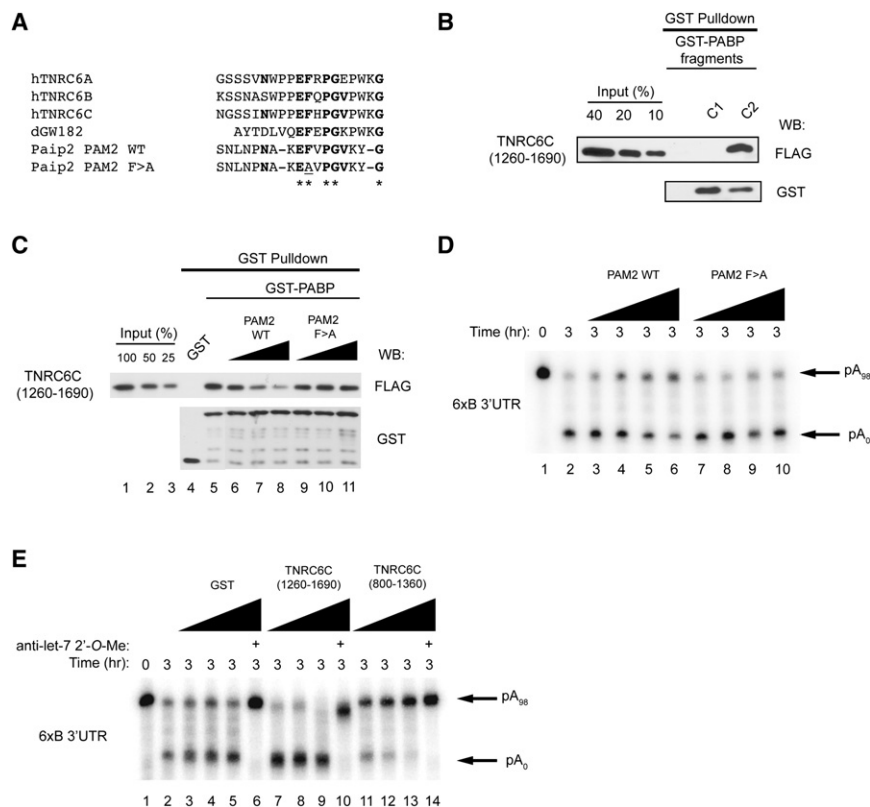 A
hTNRC6A GSSSVNWPPEFRPGEPWKG
hTNRC6B KSSNASWPPEFQPGVPWKG
hTNRC6C NGSSINWPPEFHPGVPWKG
dGW182 AYTDLVQEFEPGKPWKG
Paip2 PAM2 WT SNLNPNA-KEFVPGVKY-G
Paip2 PAM2 F>A SNLNPNA-KEAVPGVKY-G
** ** *
B
GST Pulldown
GST-PABP
fragments
Input (%)
40 20 10 C1 C2 WB:
TNRC6C
(1260-1690)
FLAG
GST
C
GST Pulldown
GST-PABP
Input (%) GST PAM2 WT PAM2 F>A
100 50 25 WB:
TNRC6C
(1260-1690)
FLAG
GST
1 2 3 4 5 6 7 8 9 10 11
D
PAM2 WT PAM2 F>A
Time (hr): 0 3 3 3 3 3 3 3 3 3
pA98
6xB 3'UTR
pA0
1 2 3 4 5 6 7 8 9 10
E
GST TNRC6C (1260-1690) TNRC6C (800-1360)
anti-let-7 2'-O-Me: + + +
Time (hr): 0 3 3 3 3 3 3 3 3 3 3 3 3 3
pA98
6xB 3'UTR
pA0
1 2 3 4 5 6 7 8 9 10 11 12 13 14